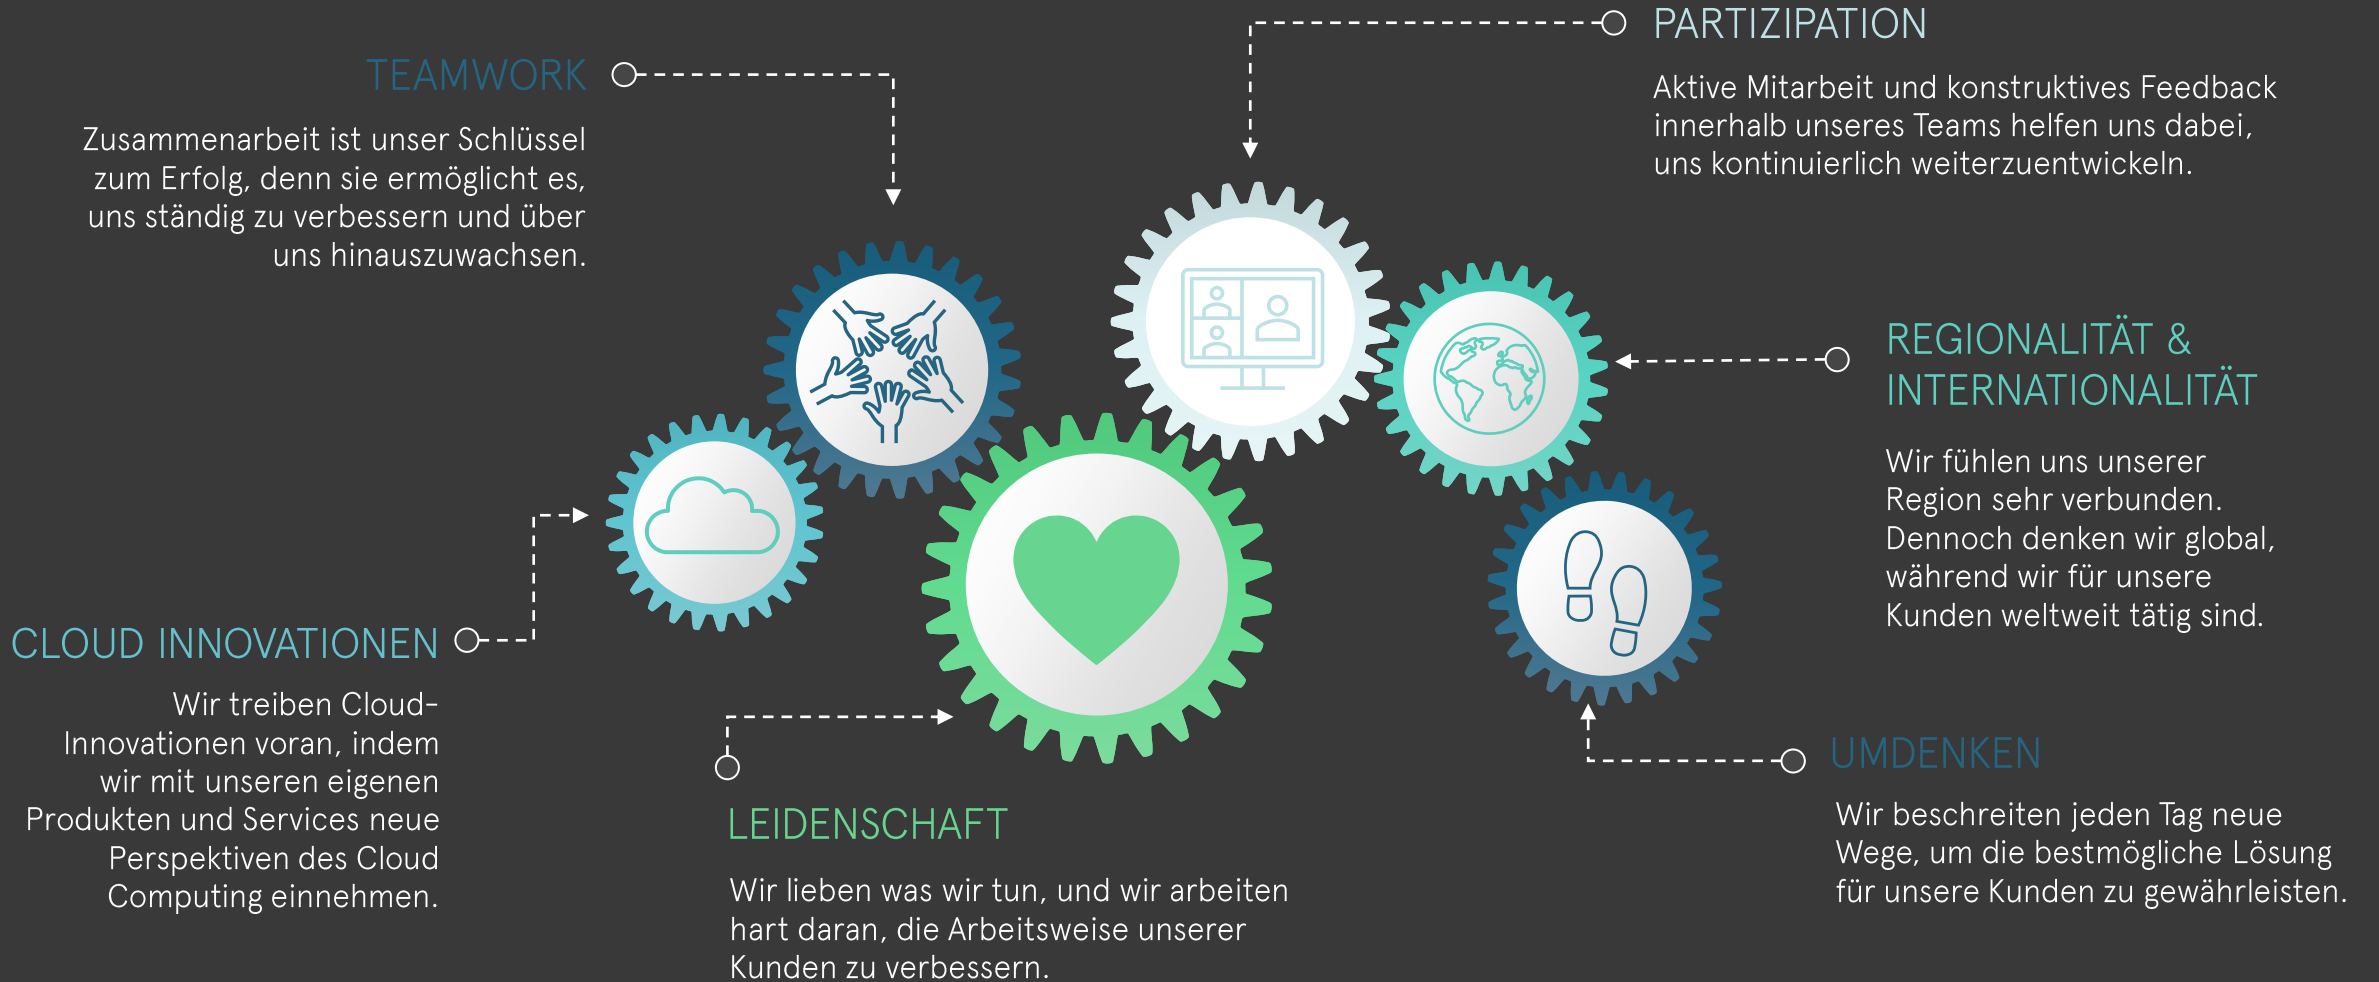 TEAMWORK
Zusammenarbeit ist unser Schlüssel
zum Erfolg, denn sie ermöglicht es,
uns ständig zu verbessern und über
uns hinauszuwachsen.
PARTIZIPATION
Aktive Mitarbeit und konstruktives Feedback
innerhalb unseres Teams helfen uns dabei,
uns kontinuierlich weiterzuentwickeln.
REGIONALITÄT &
INTERNATIONALITÄT
Wir fühlen uns unserer
Region sehr verbunden.
Dennoch denken wir global,
während wir für unsere
Kunden weltweit tätig sind.
CLOUD INNOVATIONEN
Wir treiben Cloud-
Innovationen voran, indem
wir mit unseren eigenen
Produkten und Services neue
Perspektiven des Cloud
Computing einnehmen.
LEIDENSCHAFT
Wir lieben was wir tun, und wir arbeiten
hart daran, die Arbeitsweise unserer
Kunden zu verbessern.
UMDENKEN
Wir beschreiten jeden Tag neue
Wege, um die bestmögliche Lösung
für unsere Kunden zu gewährleisten.